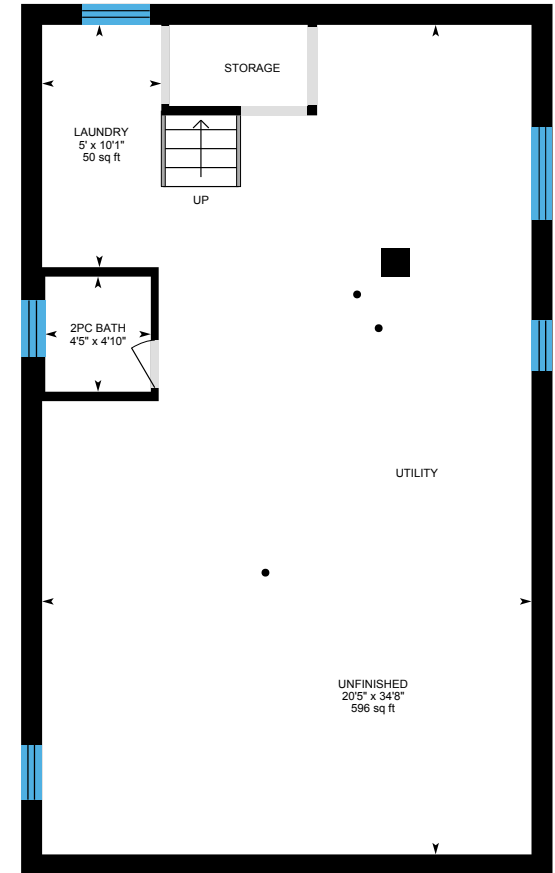 STORAGE
LAUNDRY
5' x 10'1"
50 sq ft
UP
2PC BATH
4'5" x 4'10"
UTILITY
UNFINISHED
20'5" x 34'8"
596 sq ft